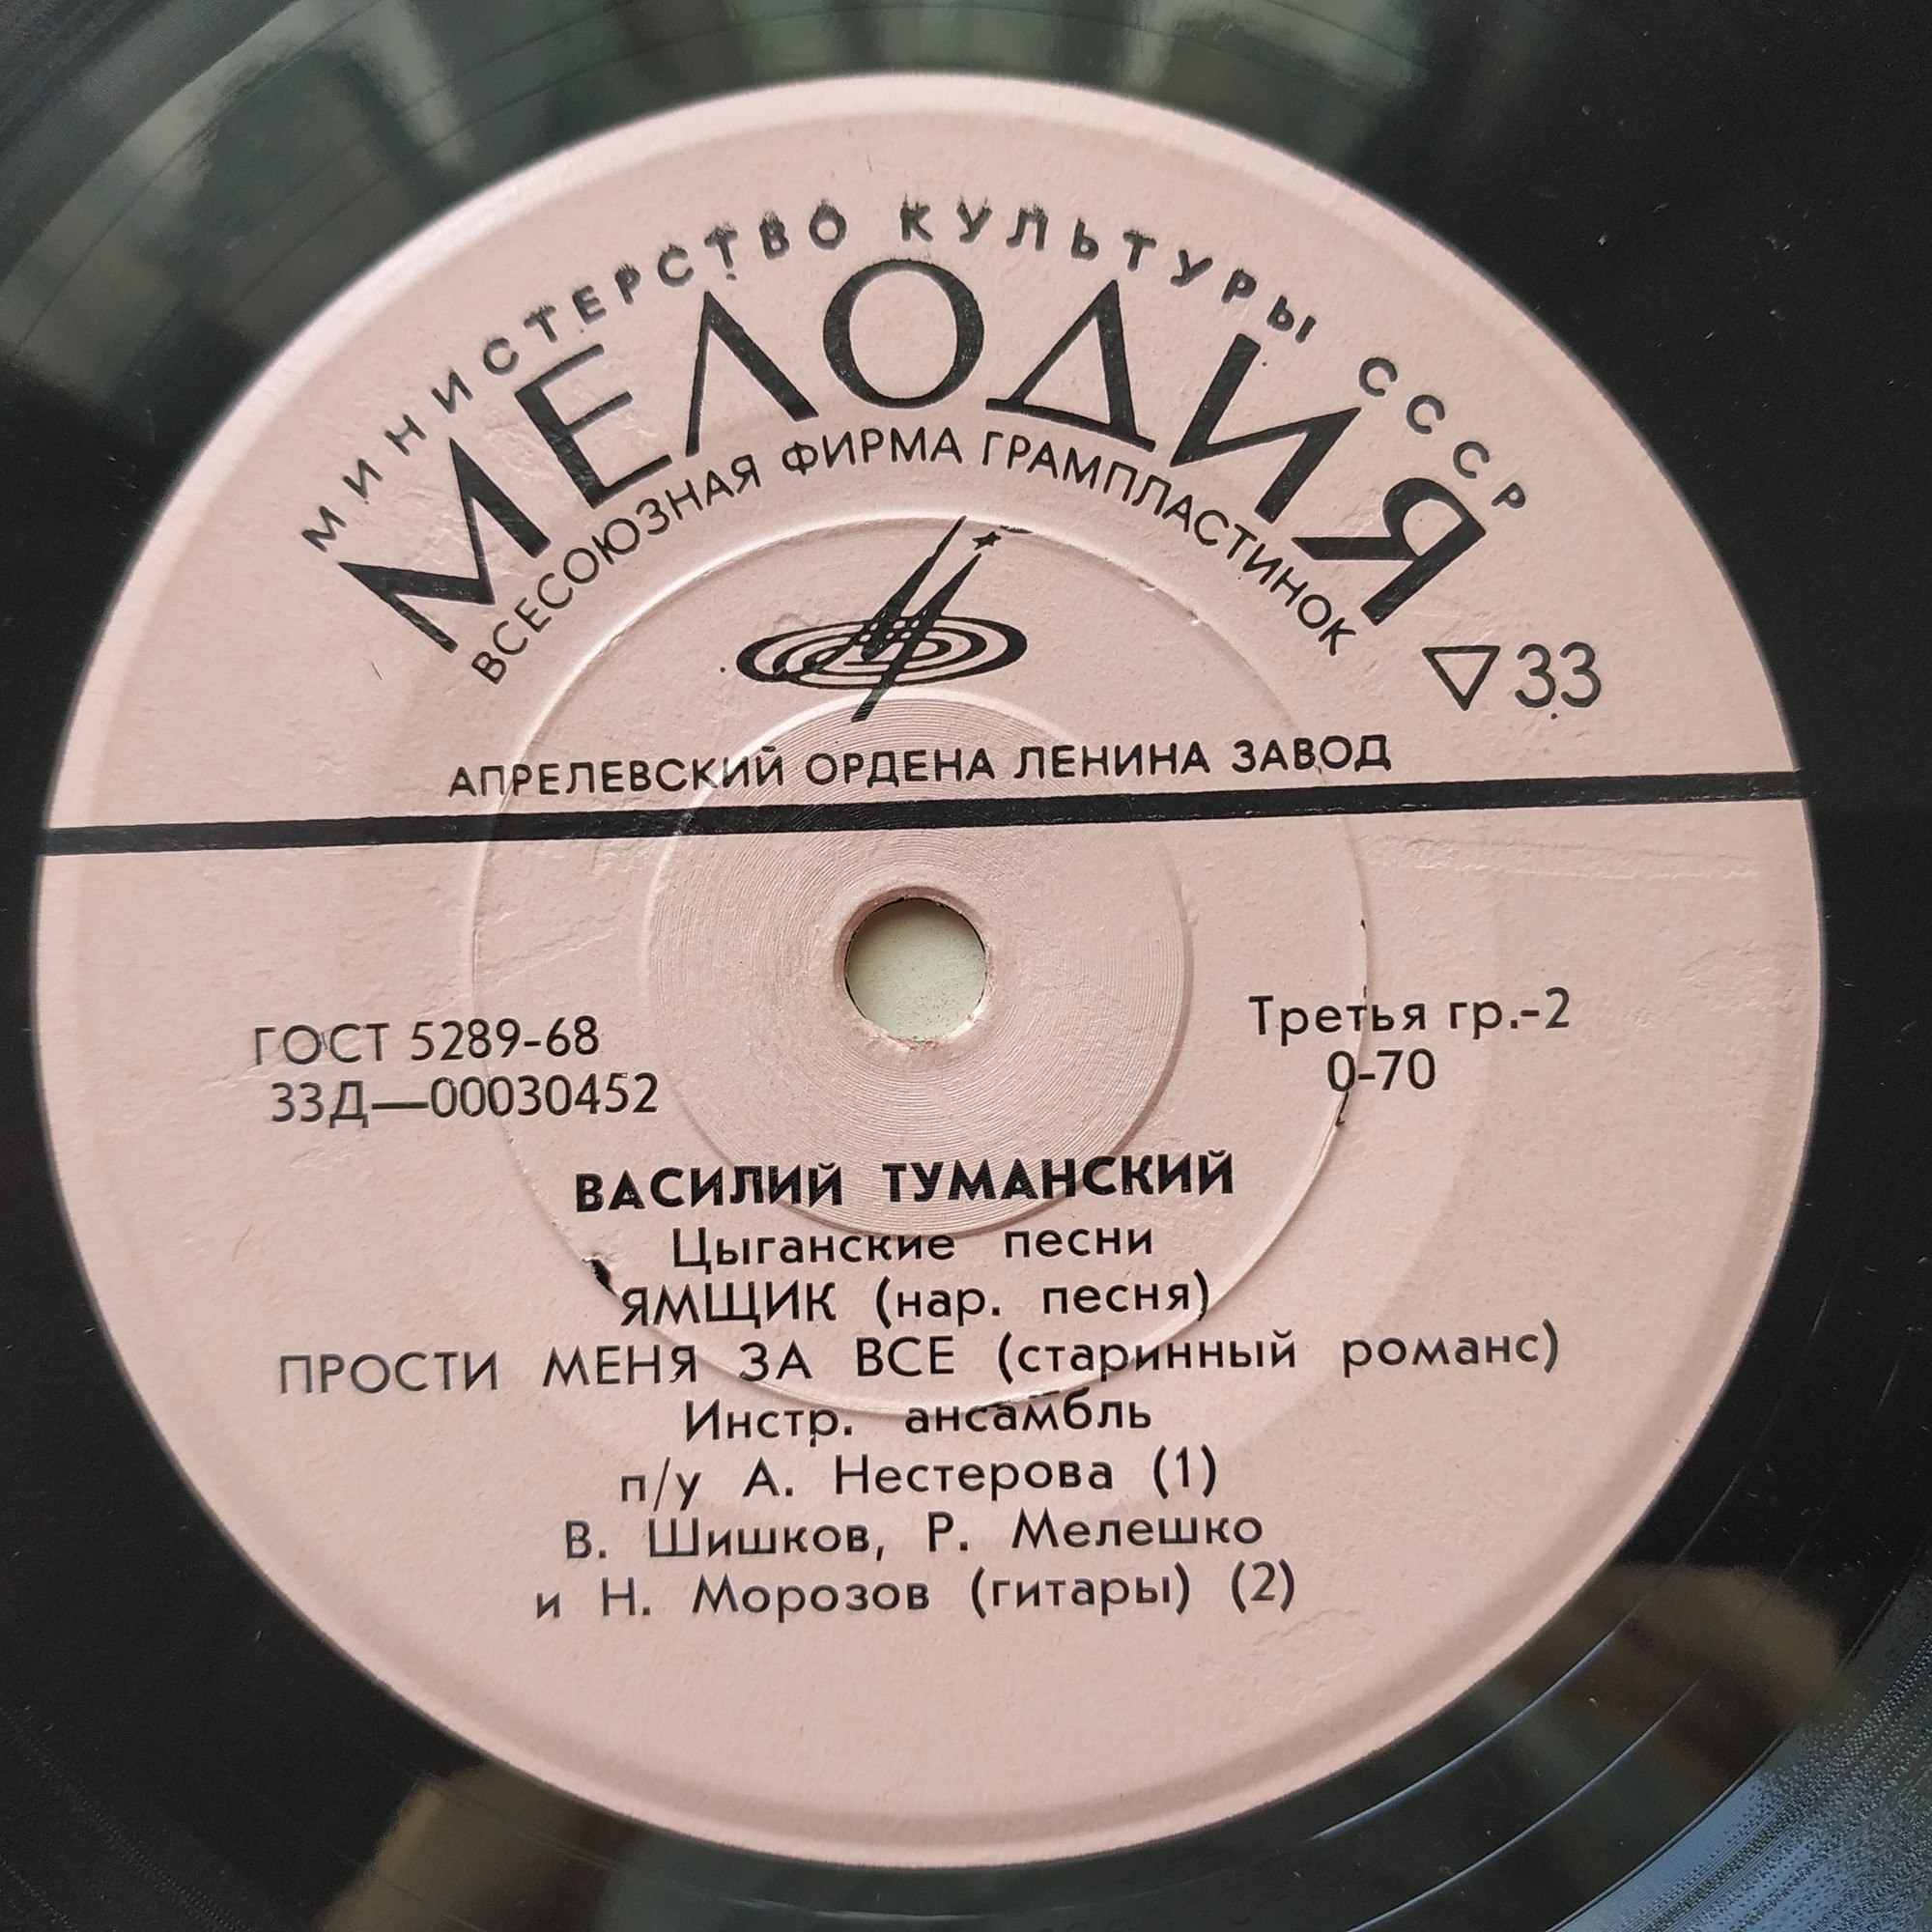 МИНИСТЕРСТВО КУЛЬТУРЫ СССР
МЕЛОДИЯ
ВСЕСОЮЗНАЯ ФИРМА ГРАМПЛАСТИНОК
33
АПРЕЛЕВСКИЙ ОРДЕНА ЛЕНИНА ЗАВОД
ГОСТ 5289-68
33Д—00030452
Третья гр.-2
0-70
ВАСИЛИЙ ТУМАНСКИЙ
Цыганские песни
ЯМЩИК (нар. песня)
ПРОСТИ МЕНЯ ЗА ВСЕ (старинный романс)
Инстр. ансамбль
п/у А. Нестерова (1)
В. Шишков, Р. Мелешко
и Н. Морозов (гитары) (2)